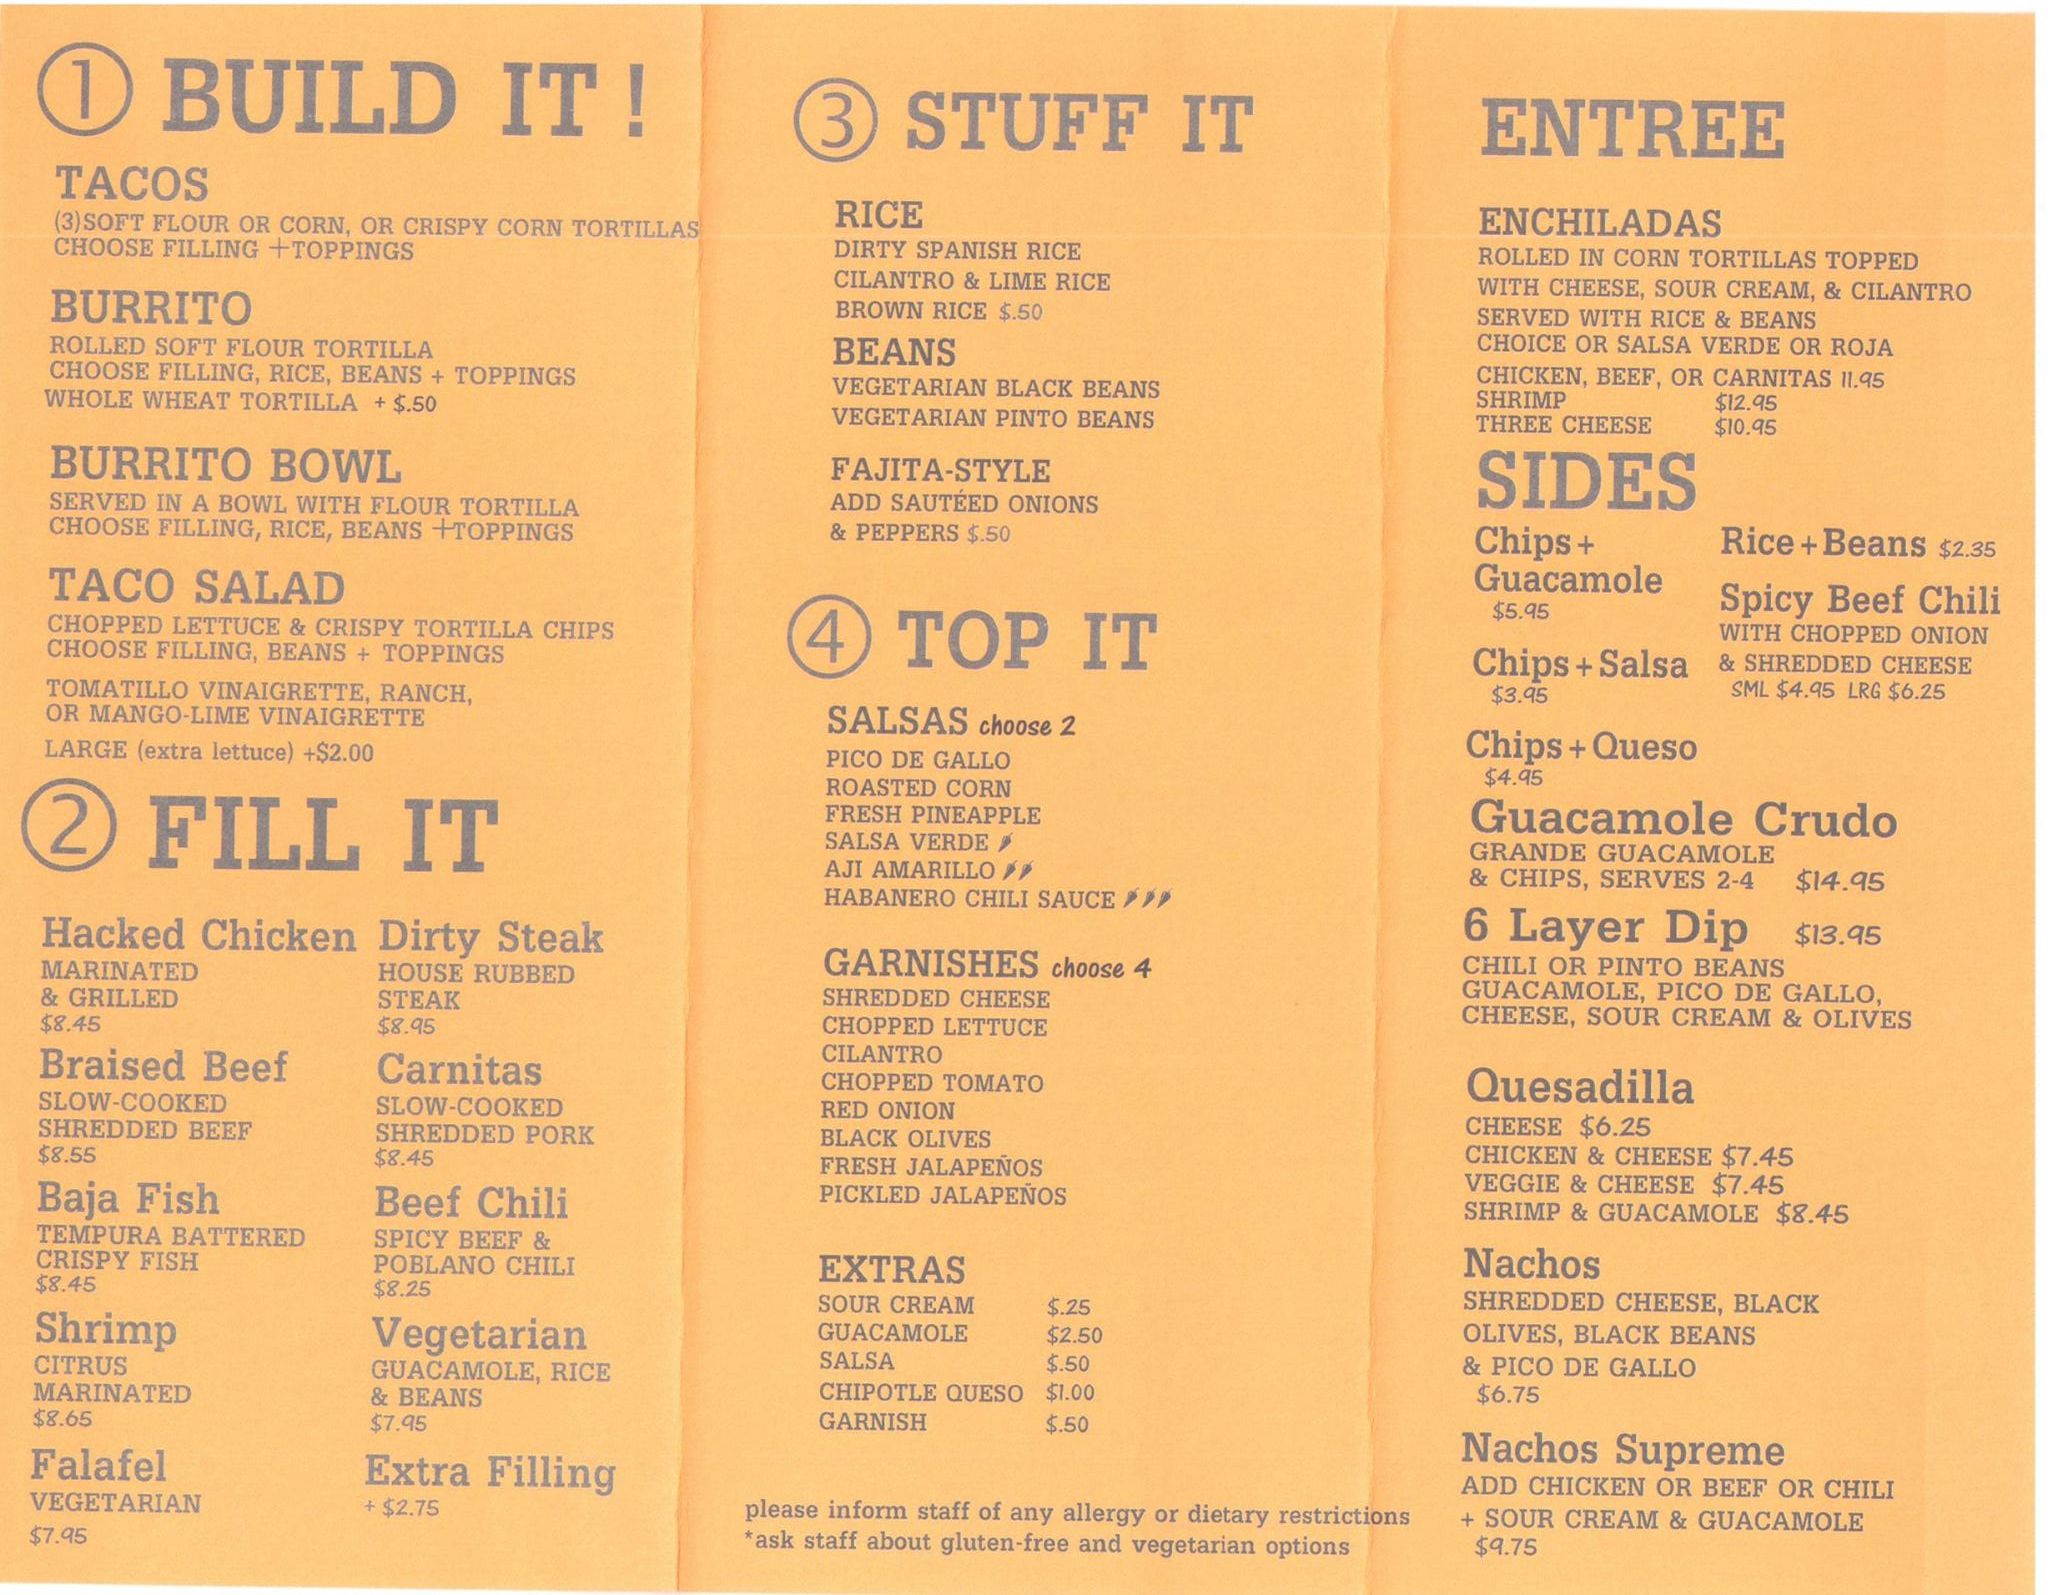 ① BUILD IT !
TACOS
(3)SOFT FLOUR OR CORN, OR CRISPY CORN TORTILLAS
CHOOSE FILLING +TOPPINGS
BURRITO
ROLLED SOFT FLOUR TORTILLA
CHOOSE FILLING, RICE, BEANS + TOPPINGS
WHOLE WHEAT TORTILLA + $.50
BURRITO BOWL
SERVED IN A BOWL WITH FLOUR TORTILLA
CHOOSE FILLING, RICE, BEANS +TOPPINGS
TACO SALAD
CHOPPED LETTUCE & CRISPY TORTILLA CHIPS
CHOOSE FILLING, BEANS + TOPPINGS
TOMATILLO VINAIGRETTE, RANCH,
OR MANGO-LIME VINAIGRETTE
LARGE (extra lettuce) +$2.00
② FILL IT
Hacked Chicken
MARINATED
& GRILLED
$8.45
Braised Beef
SLOW-COOKED
SHREDDED BEEF
$8.55
Baja Fish
TEMPURA BATTERED
CRISPY FISH
$8.45
Shrimp
CITRUS
MARINATED
$8.65
Falafel
VEGETARIAN
$7.95
Dirty Steak
HOUSE RUBBED
STEAK
$8.95
Carnitas
SLOW-COOKED
SHREDDED PORK
$8.45
Beef Chili
SPICY BEEF &
POBLANO CHILI
$8.25
Vegetarian
GUACAMOLE, RICE
& BEANS
$7.95
Extra Filling
+ $2.75
③ STUFF IT
RICE
DIRTY SPANISH RICE
CILANTRO & LIME RICE
BROWN RICE $.50
BEANS
VEGETARIAN BLACK BEANS
VEGETARIAN PINTO BEANS
FAJITA-STYLE
ADD SAUTÉED ONIONS
& PEPPERS $.50
④ TOP IT
SALSAS choose 2
PICO DE GALLO
ROASTED CORN
FRESH PINEAPPLE
SALSA VERDE
AJI AMARILLO
HABANERO CHILI SAUCE
GARNISHES choose 4
SHREDDED CHEESE
CHOPPED LETTUCE
CILANTRO
CHOPPED TOMATO
RED ONION
BLACK OLIVES
FRESH JALAPEÑOS
PICKLED JALAPEÑOS
EXTRAS
SOUR CREAM $.25
GUACAMOLE $2.50
SALSA $.50
CHIPOTLE QUESO $1.00
GARNISH $.50
please inform staff of any allergy or dietary restrictions
*ask staff about gluten-free and vegetarian options
ENTREE
ENCHILADAS
ROLLED IN CORN TORTILLAS TOPPED
WITH CHEESE, SOUR CREAM, & CILANTRO
SERVED WITH RICE & BEANS
CHOICE OR SALSA VERDE OR ROJA
CHICKEN, BEEF, OR CARNITAS 11.95
SHRIMP $12.95
THREE CHEESE $10.95
SIDES
Chips +
Guacamole
$5.95
Chips + Salsa
$3.95
Chips + Queso
$4.95
Rice + Beans $2.35
Spicy Beef Chili
WITH CHOPPED ONION
& SHREDDED CHEESE
SML $4.95 LRG $6.25
Guacamole Crudo
GRANDE GUACAMOLE
& CHIPS, SERVES 2-4 $14.95
6 Layer Dip $13.95
CHILI OR PINTO BEANS
GUACAMOLE, PICO DE GALLO,
CHEESE, SOUR CREAM & OLIVES
Quesadilla
CHEESE $6.25
CHICKEN & CHEESE $7.45
VEGGIE & CHEESE $7.45
SHRIMP & GUACAMOLE $8.45
Nachos
SHREDDED CHEESE, BLACK
OLIVES, BLACK BEANS
& PICO DE GALLO
$6.75
Nachos Supreme
ADD CHICKEN OR BEEF OR CHILI
+ SOUR CREAM & GUACAMOLE
$9.75